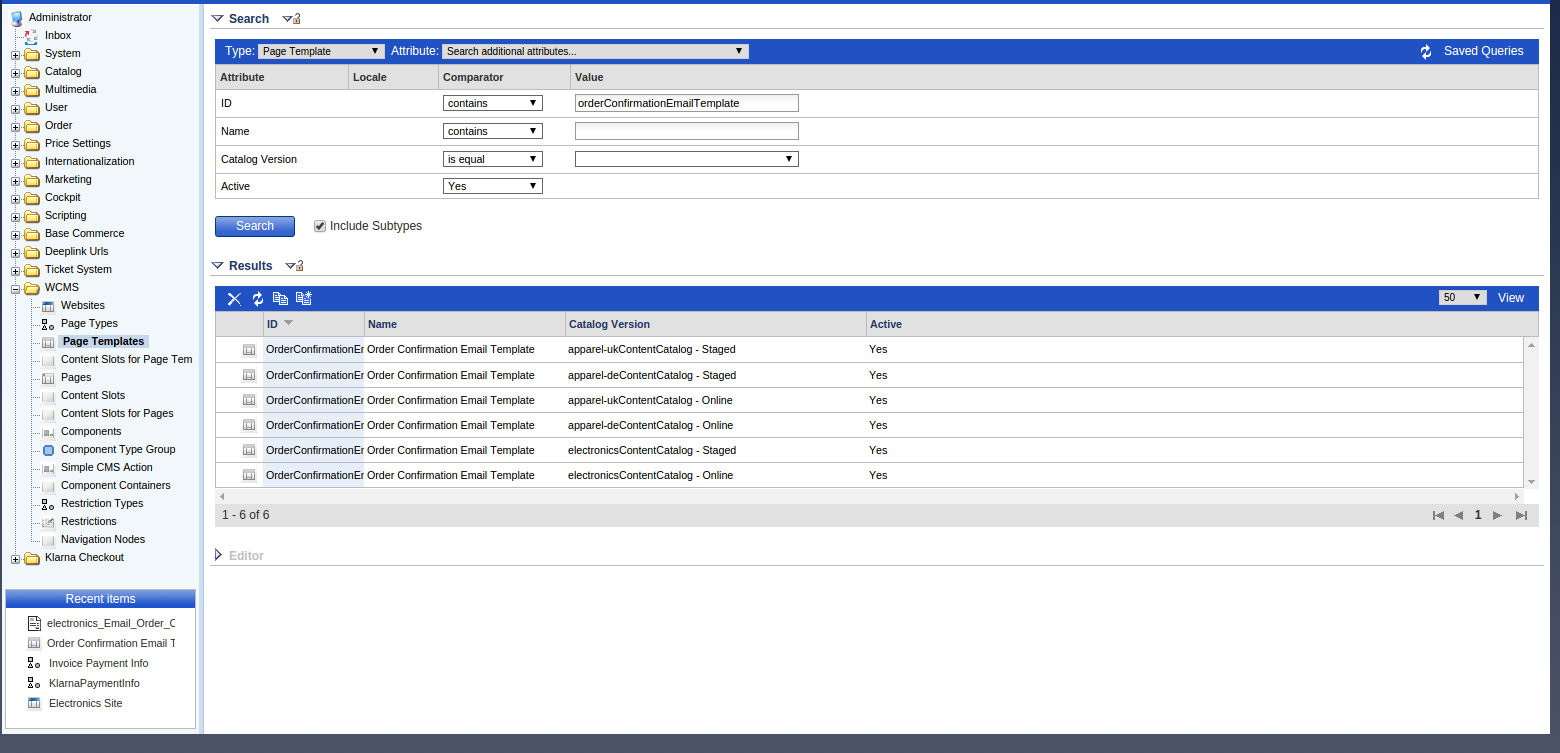 Administrator
Inbox
System
Catalog
Multimedia
User
Order
Price Settings
Internationalization
Marketing
Cockpit
Scripting
Base Commerce
Deeplink Urls
Ticket System
WCMS
Websites
Page Types
Page Templates
Content Slots for Page Tem
Pages
Content Slots
Content Slots for Pages
Components
Component Type Group
Simple CMS Action
Component Containers
Restriction Types
Restrictions
Navigation Nodes
Klarna Checkout
Recent items
electronics_Email_Order_C
Order Confirmation Email T
Invoice Payment Info
KlarnaPaymentInfo
Electronics Site
Search
Type: Page Template Attribute: Search additional attributes... Saved Queries
Attribute Locale Comparator Value
ID contains orderConfirmationEmailTemplate
Name contains
Catalog Version is equal
Active Yes
Search Include Subtypes
Results
50 View
ID Name Catalog Version Active
OrderConfirmationEr Order Confirmation Email Template apparel-ukContentCatalog - Staged Yes
OrderConfirmationEr Order Confirmation Email Template apparel-deContentCatalog - Staged Yes
OrderConfirmationEr Order Confirmation Email Template apparel-ukContentCatalog - Online Yes
OrderConfirmationEr Order Confirmation Email Template apparel-deContentCatalog - Online Yes
OrderConfirmationEr Order Confirmation Email Template electronicsContentCatalog - Staged Yes
OrderConfirmationEr Order Confirmation Email Template electronicsContentCatalog - Online Yes
1 - 6 of 6 1
Editor